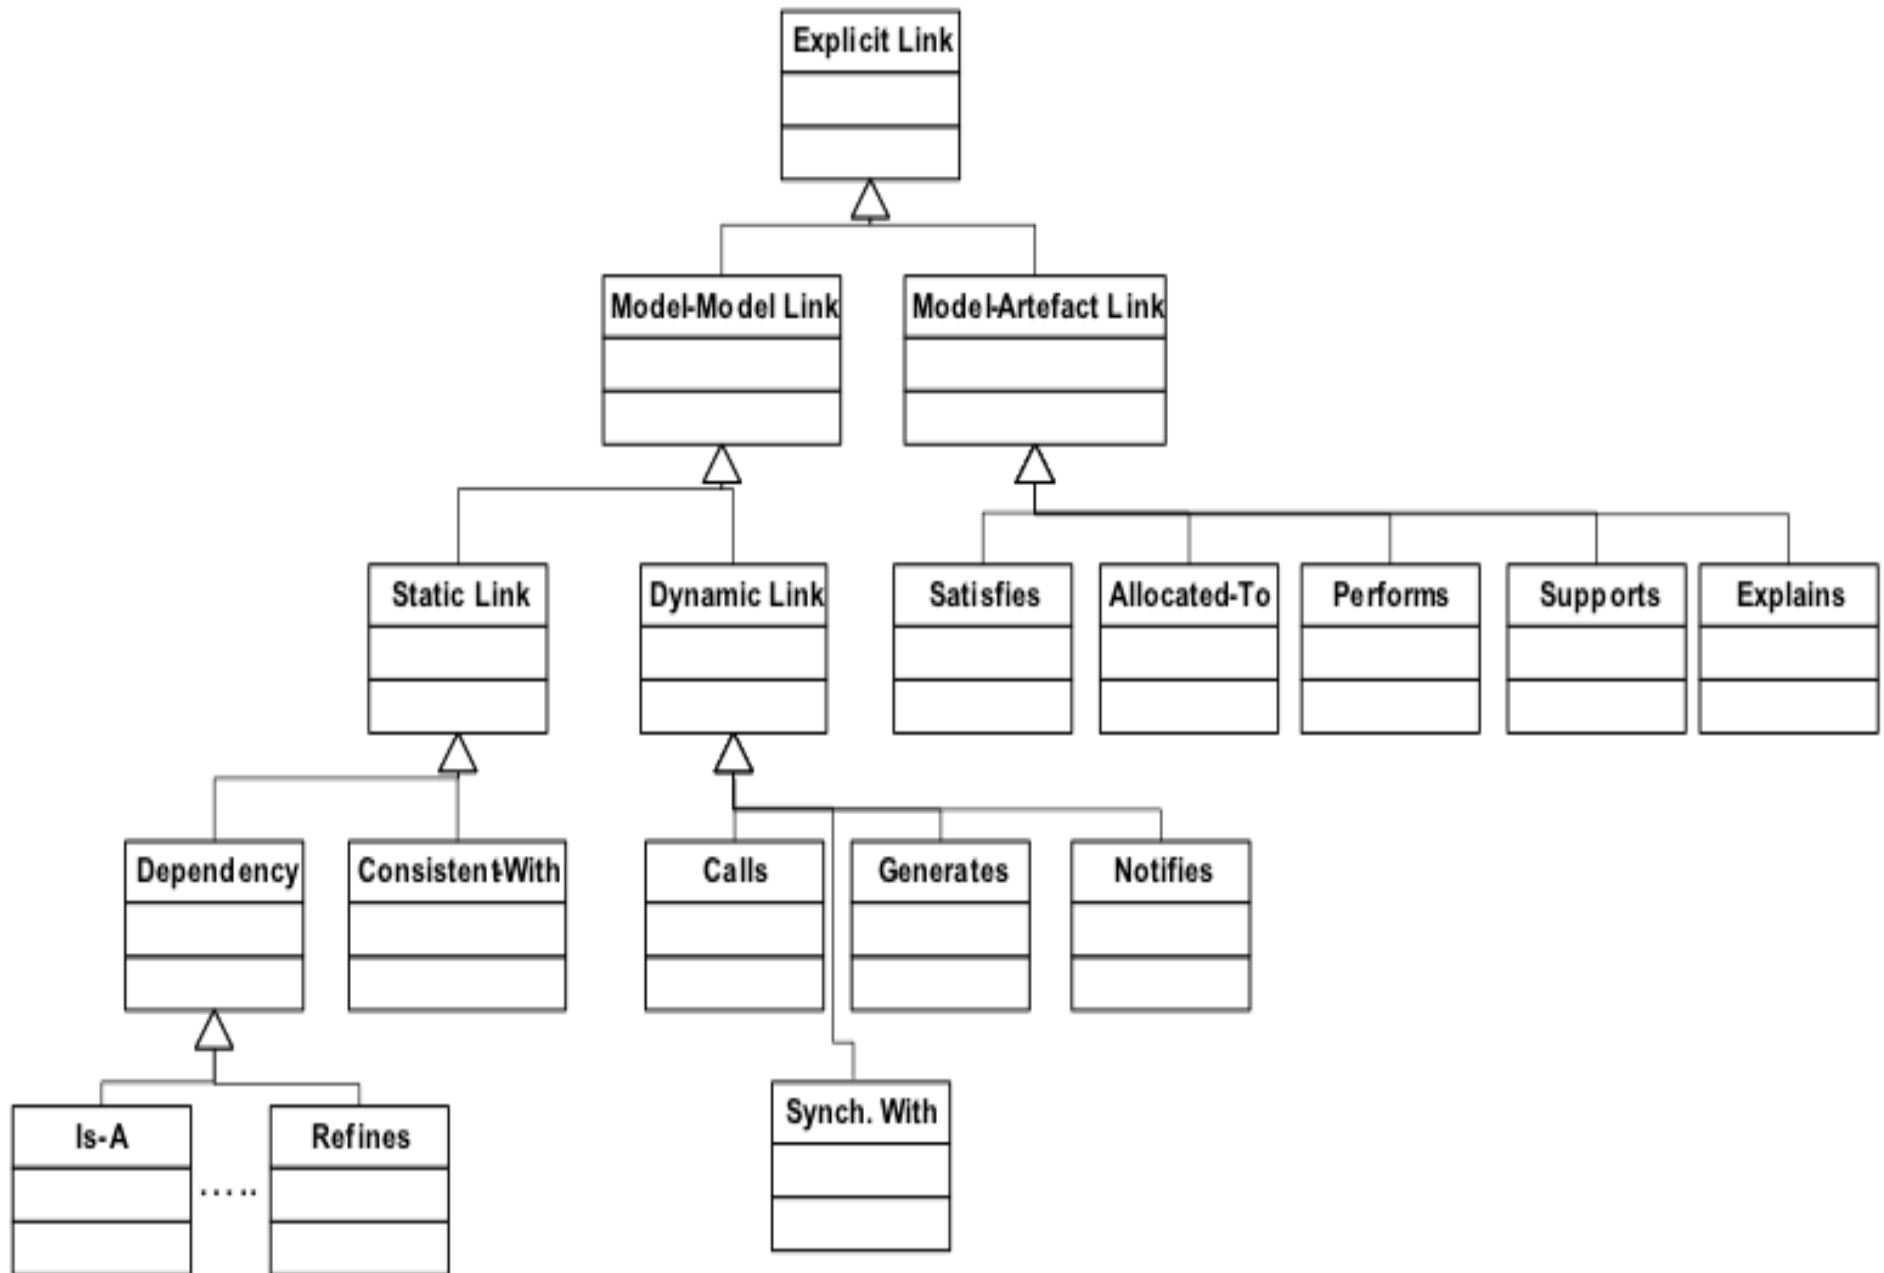 Explicit Link
Model-Model Link
Model-Artefact Link
Static Link
Dynamic Link
Satisfies
Allocated-To
Performs
Supports
Explains
Dependency
Consistent-With
Calls
Generates
Notifies
Synch. With
Is-A
.....
Refines